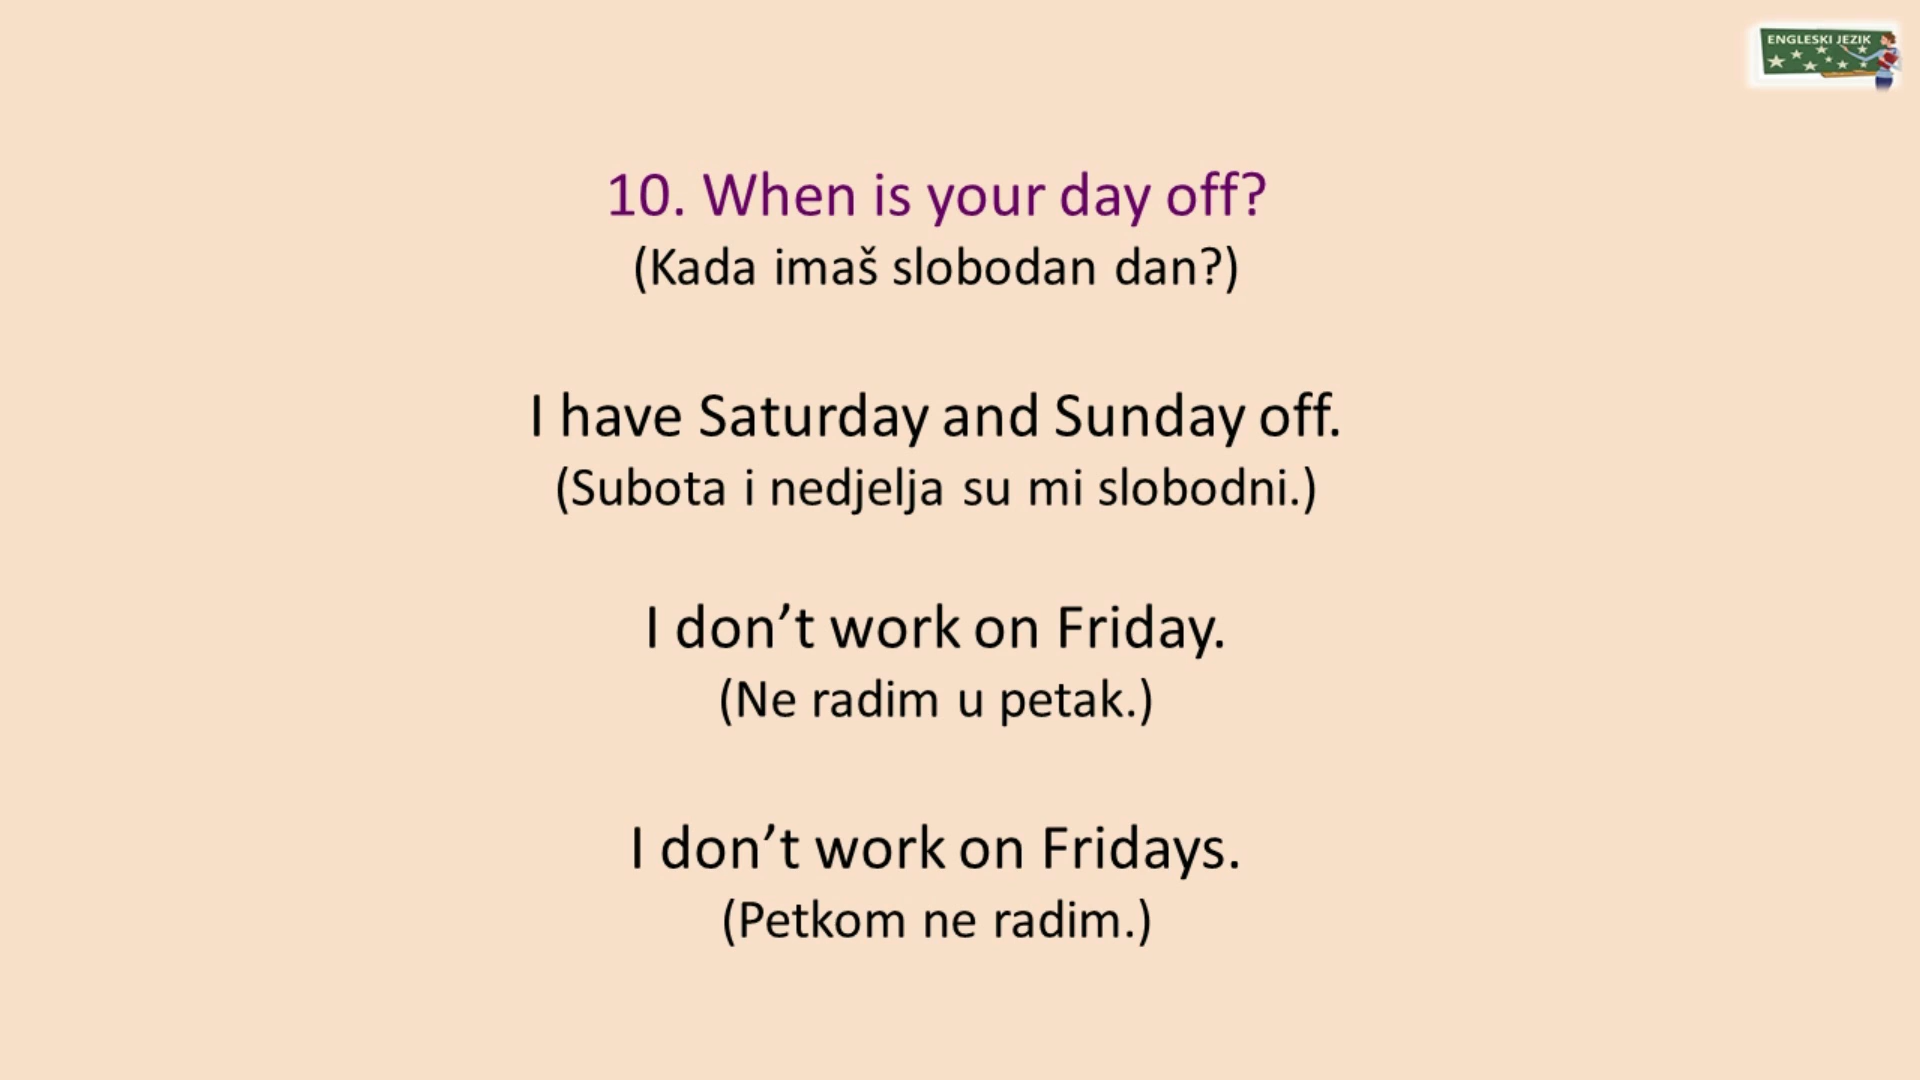 ENGLESKI JEZIK
10. When is your day off?
(Kada imaš slobodan dan?)
I have Saturday and Sunday off.
(Subota i nedjelja su mi slobodni.)
I don’t work on Friday.
(Ne radim u petak.)
I don’t work on Fridays.
(Petkom ne radim.)